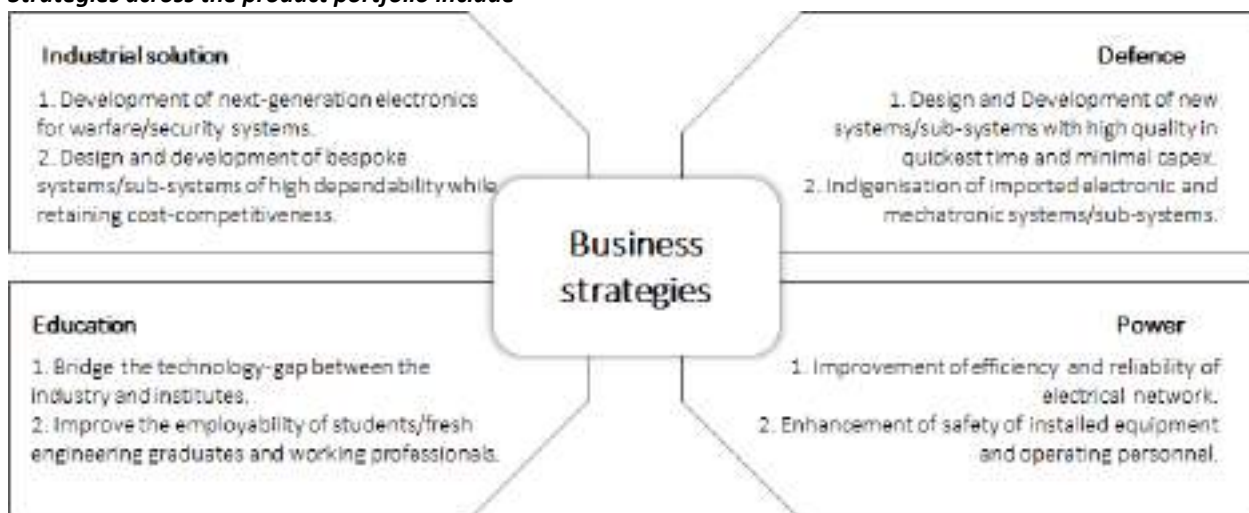 Strategies across the product portfolio include
Industrial solution
1. Development of next-generation electronics
for warfare/security systems.
2. Design and development of bespoke
systems/sub-systems of high dependability while
retaining cost-competitiveness.
Defence
1. Design and Development of new
systems/sub-systems with high quality in
quickest time and minimal capex.
2. Indigenisation of imported electronic and
mechatronic systems/sub-systems.
Business
strategies
Education
1. Bridge the technology-gap between the
industry and institutes.
2. Improve the employability of students/fresh
engineering graduates and working professionals.
Power
1. Improvement of efficiency and reliability of
electrical network.
2. Enhancement of safety of installed equipment
and operating personnel.